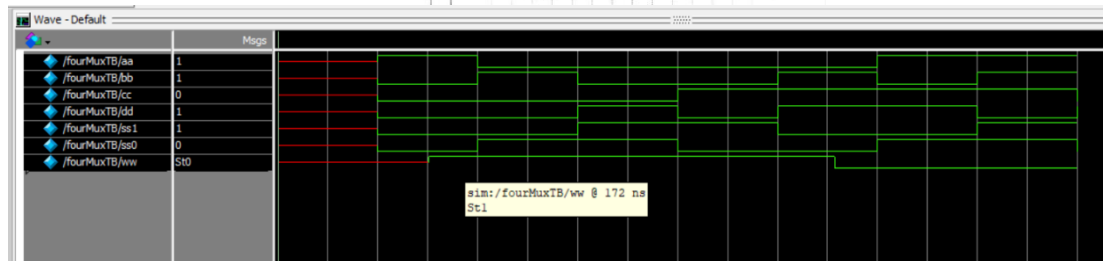 Wave - Default
Msgs
/fourMuxTB/aa 1
/fourMuxTB/bb 1
/fourMuxTB/cc 0
/fourMuxTB/dd 1
/fourMuxTB/ss1 1
/fourMuxTB/ss0 0
/fourMuxTB/ww St0
sim:/fourMuxTB/ww @ 172 ns
St1